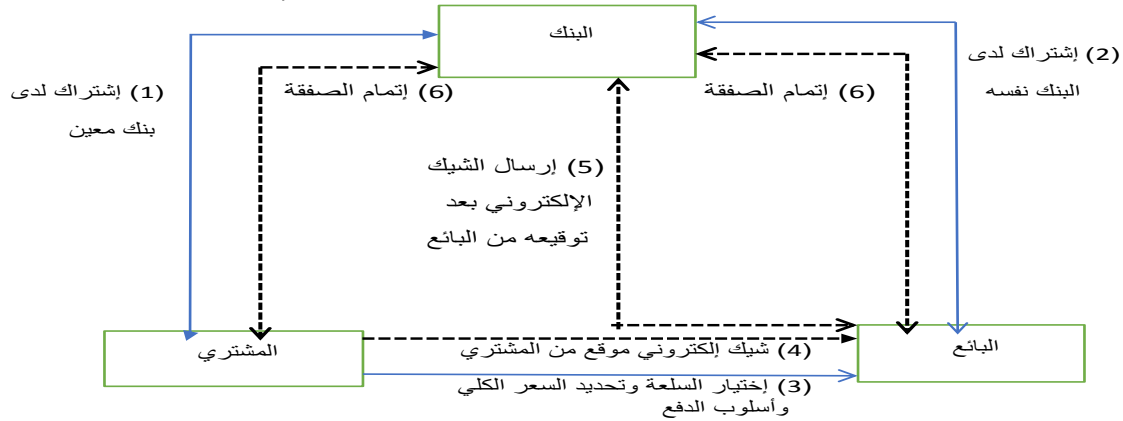 البنك
(2) إشتراك لدى
البنك نفسه
(1) إشتراك لدى
بنك معين
(6) إتمام الصفقة
(6) إتمام الصفقة
(5) إرسال الشيك
الإلكتروني بعد
توقيعه من البائع
المشتري
البائع
(4) شيك إلكتروني موقع من المشتري
(3) إختيار السلعة وتحديد السعر الكلي
وأسلوب الدفع